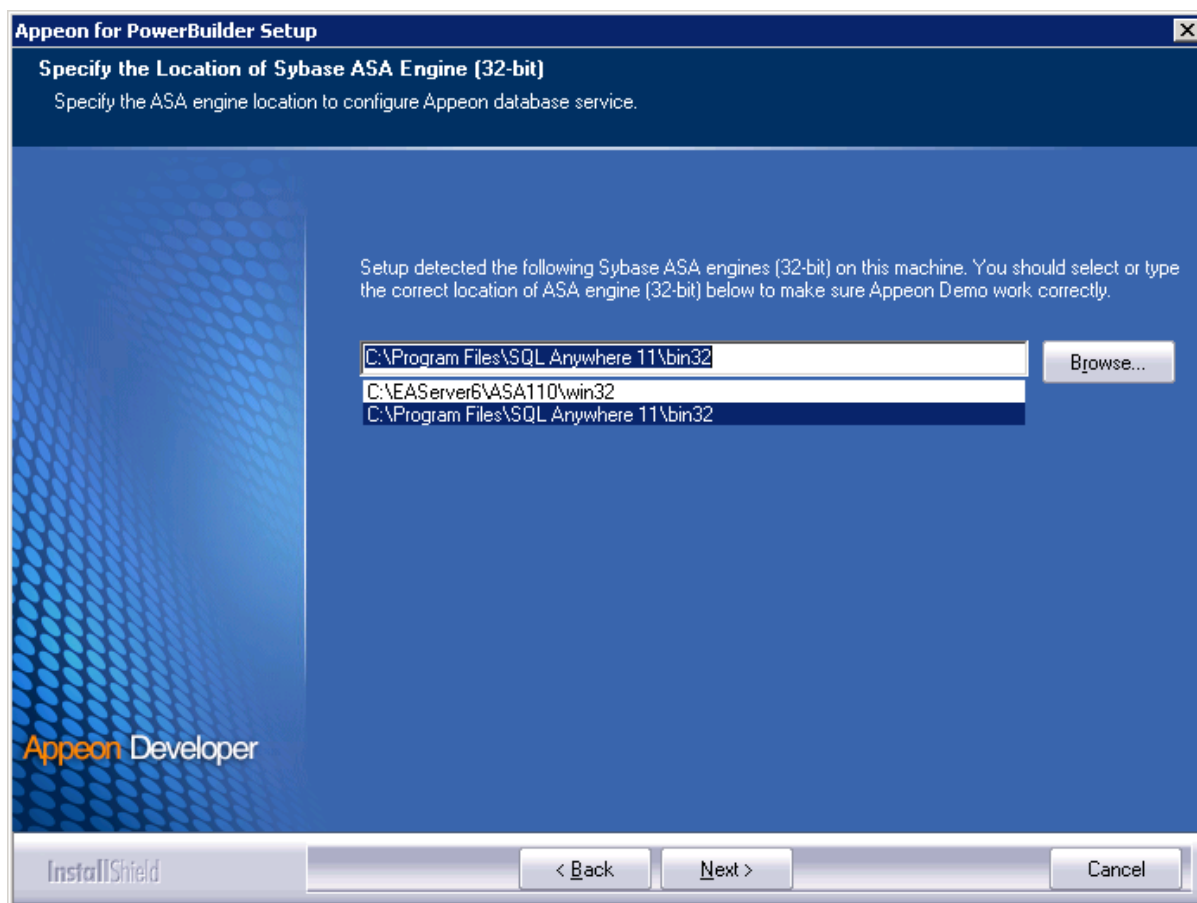 Appeon for PowerBuilder Setup
Specify the Location of Sybase ASA Engine (32-bit)
Specify the ASA engine location to configure Appeon database service.
Setup detected the following Sybase ASA engines (32-bit) on this machine. You should select or type
the correct location of ASA engine (32-bit) below to make sure Appeon Demo work correctly.
C:\Program Files\SQL Anywhere 11\bin32
Browse...
C:\EAServer6\ASA110\win32
C:\Program Files\SQL Anywhere 11\bin32
Appeon Developer
InstallShield
< Back
Next >
Cancel